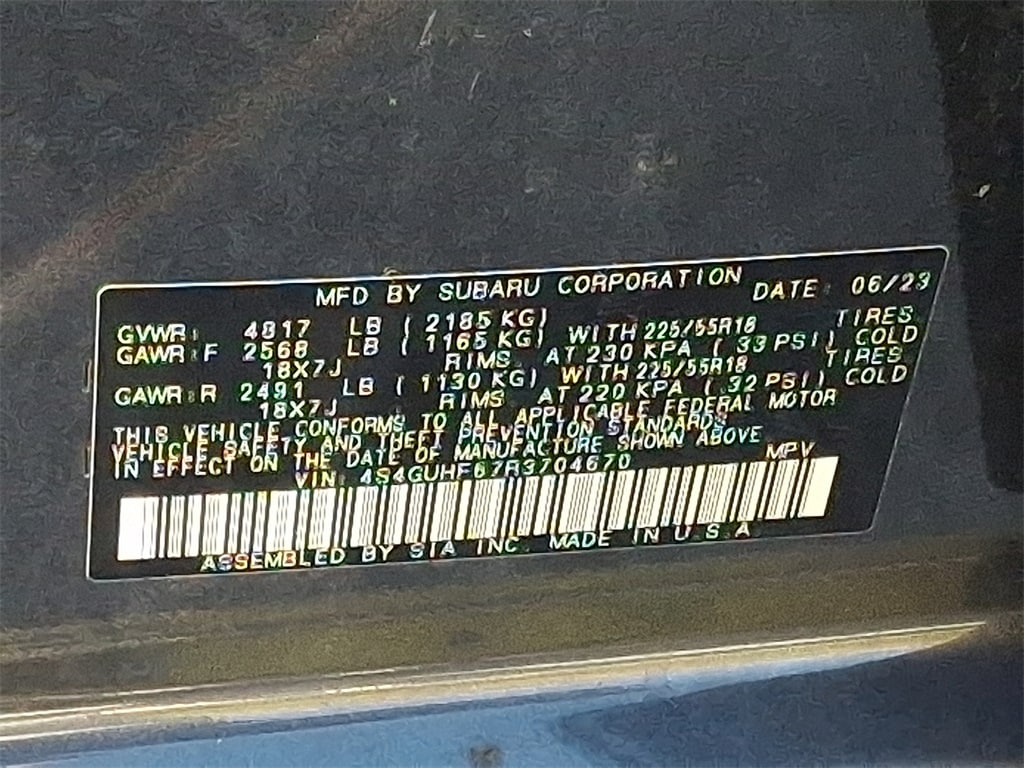 MFD BY SUBARU CORPORATION DATE: 06/23
GVWR: 4817 LB ( 2185 KG)
GAWR:F 2568 LB ( 1165 KG) WITH 225/55R18 TIRES
18X7J RIMS AT 230 KPA ( 33 PSI) COLD
GAWR:R 2491 LB ( 1130 KG) WITH 225/55R18 TIRES
18X7J RIMS AT 220 KPA ( 32 PSI) COLD
THIS VEHICLE CONFORMS TO ALL APPLICABLE FEDERAL MOTOR
VEHICLE SAFETY AND THEFT PREVENTION STANDARDS
IN EFFECT ON THE DATE OF MANUFACTURE SHOWN ABOVE
VIN: 4S4GUHF67R3704670 MPV
ASSEMBLED BY SIA INC. MADE IN U.S.A.